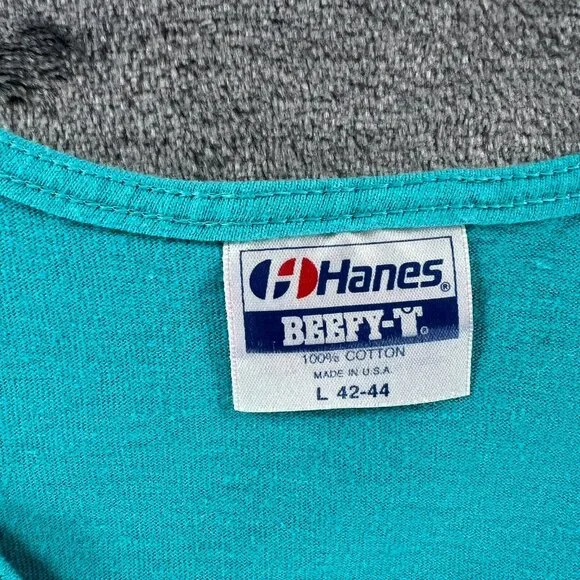 Hanes®
BEEFY-T®
100% COTTON
MADE IN U.S.A.
L 42-44